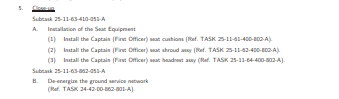 5. Close-up
Subtask 25-11-63-410-051-A
A. Installation of the Seat Equipment
(1) Install the Captain (First Officer) seat cushions (Ref. TASK 25-11-61-400-802-A).
(2) Install the Captain (First Officer) seat shroud assy (Ref. TASK 25-11-62-400-802-A).
(3) Install the Captain (First Officer) seat headrest assy (Ref. TASK 25-11-64-400-802-A).
Subtask 25-11-63-862-051-A
B. De-energize the ground service network
(Ref. TASK 24-42-00-862-801-A).